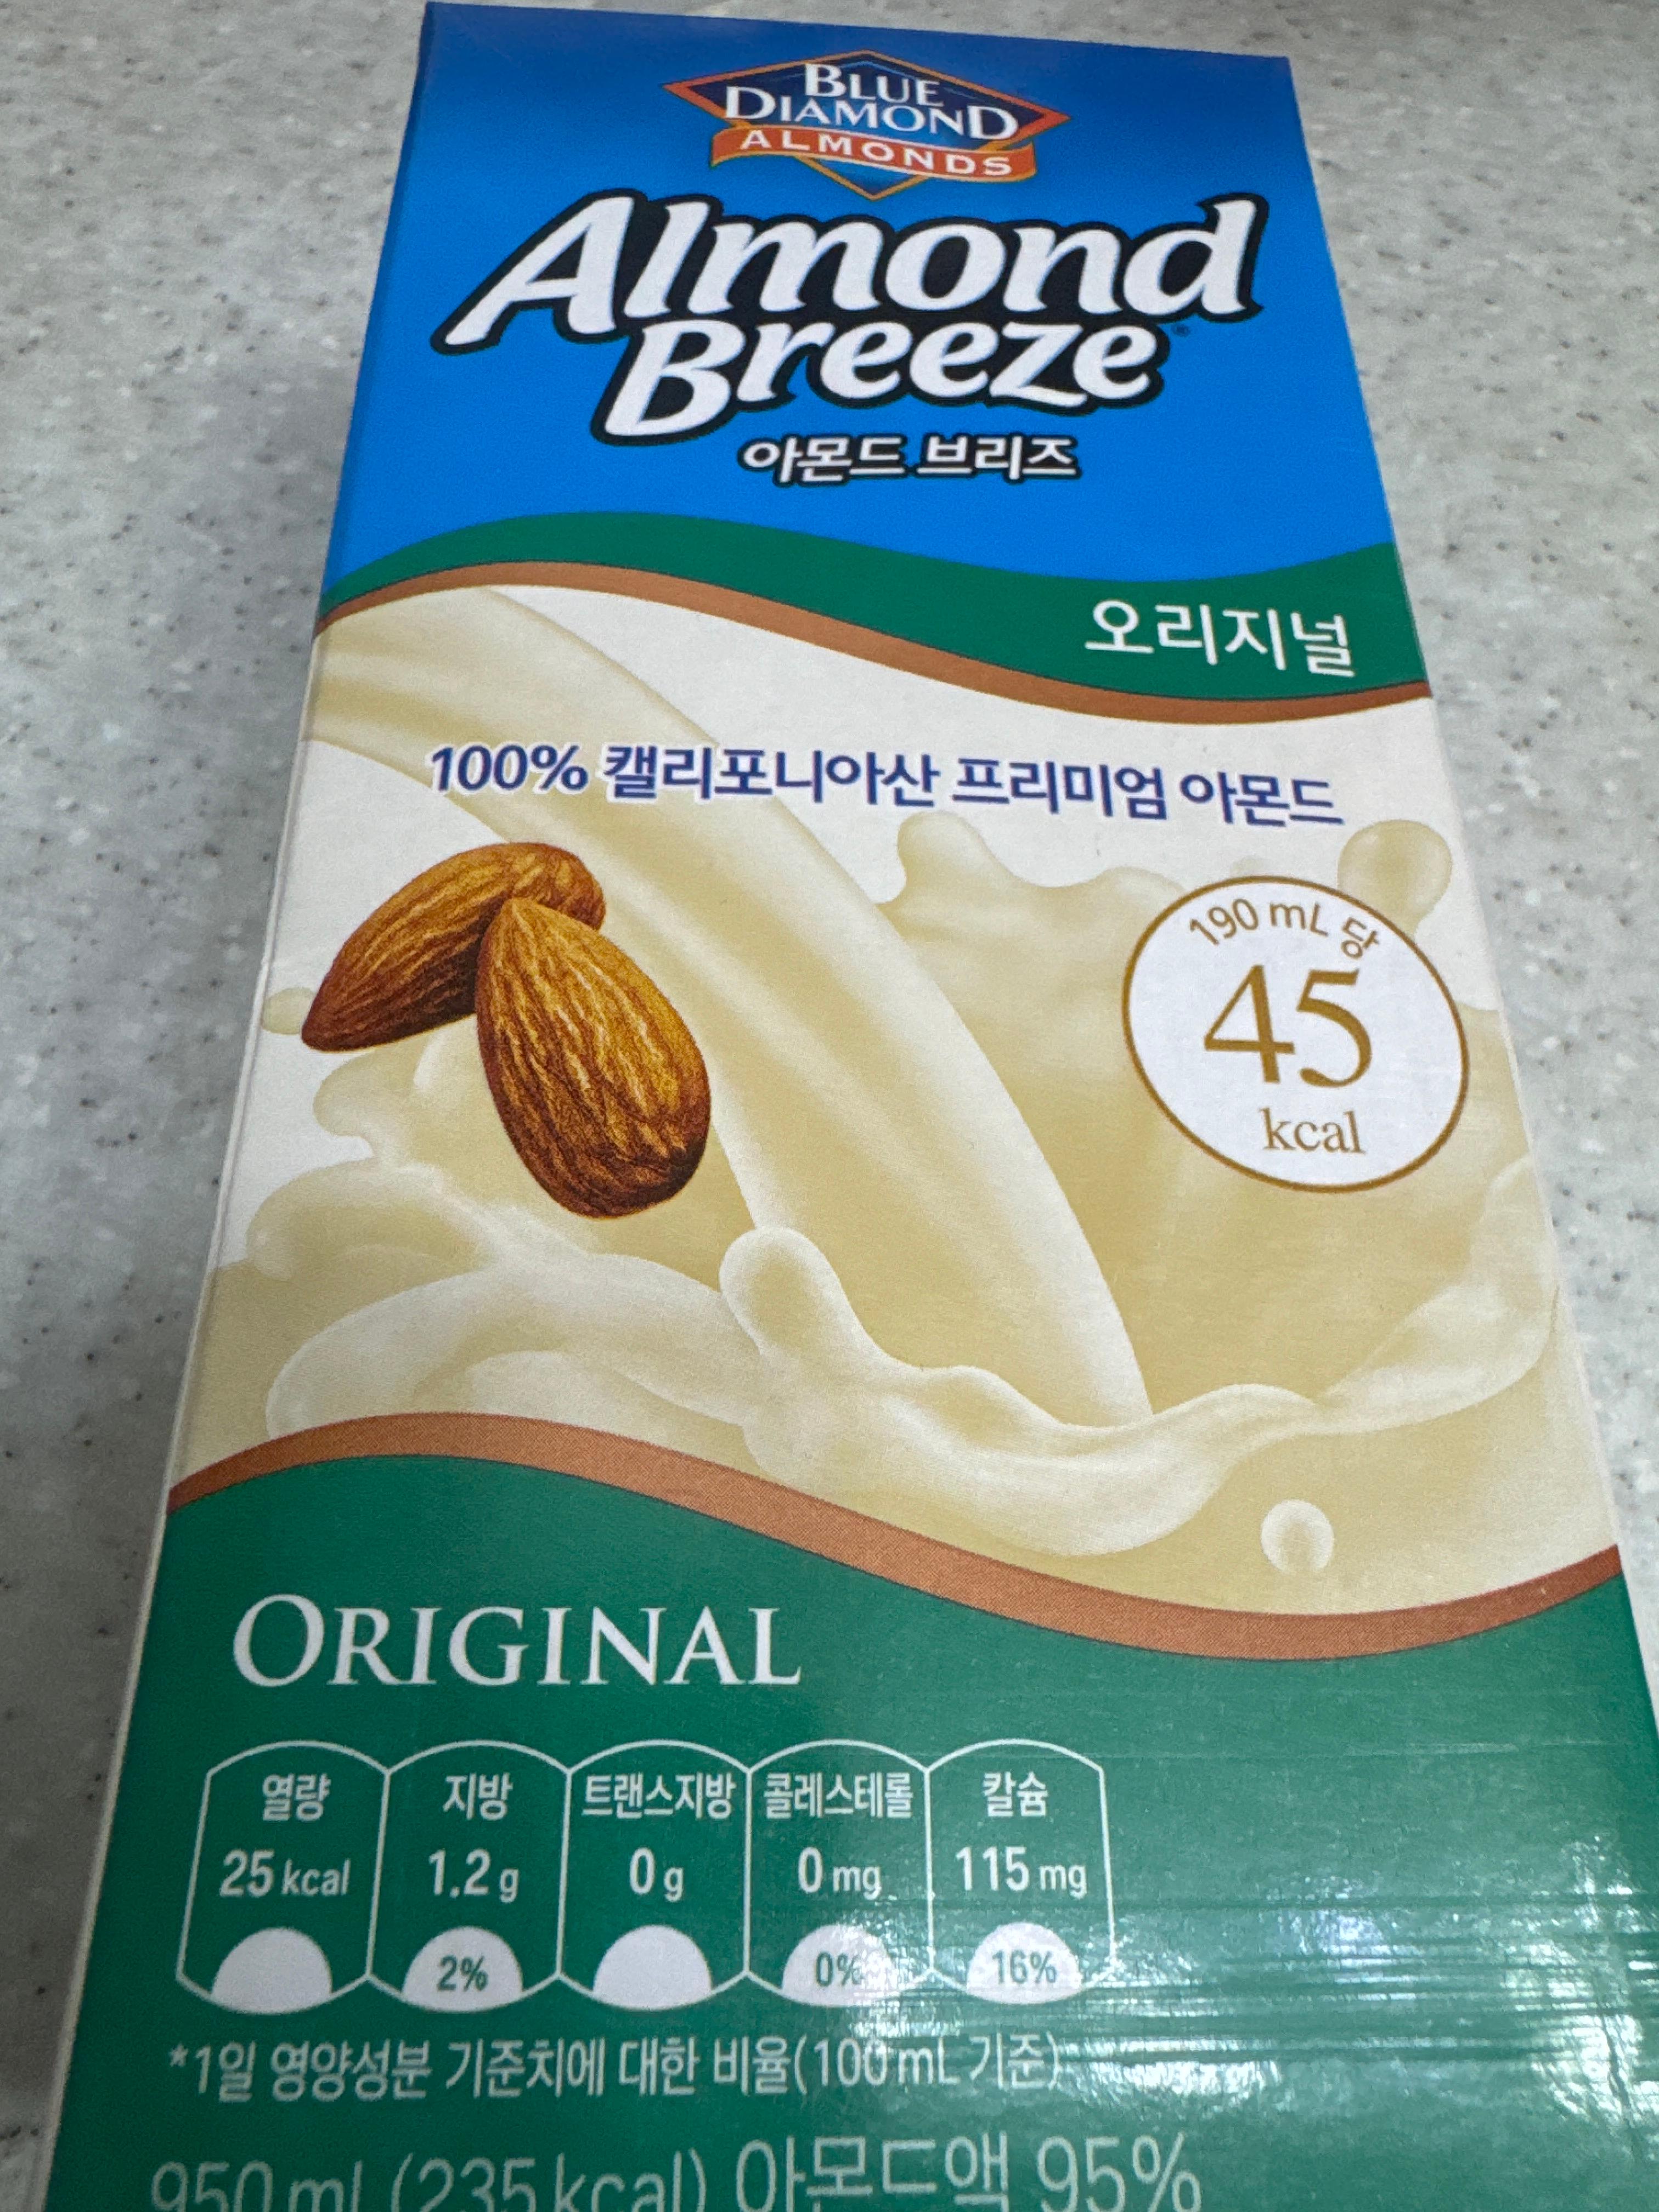 BLUE
DIAMOND
ALMONDS
Almond
Breeze®
아몬드 브리즈
오리지널
100% 캘리포니아산 프리미엄 아몬드
190 mL 당
45
kcal
ORIGINAL
열량 지방 트랜스지방 콜레스테롤 칼슘
25 kcal 1.2 g 0 g 0 mg 115 mg
2% 0% 16%
*1일 영양성분 기준치에 대한 비율(100 mL 기준)
950 ml (235 kcal) 아몬드액 95%